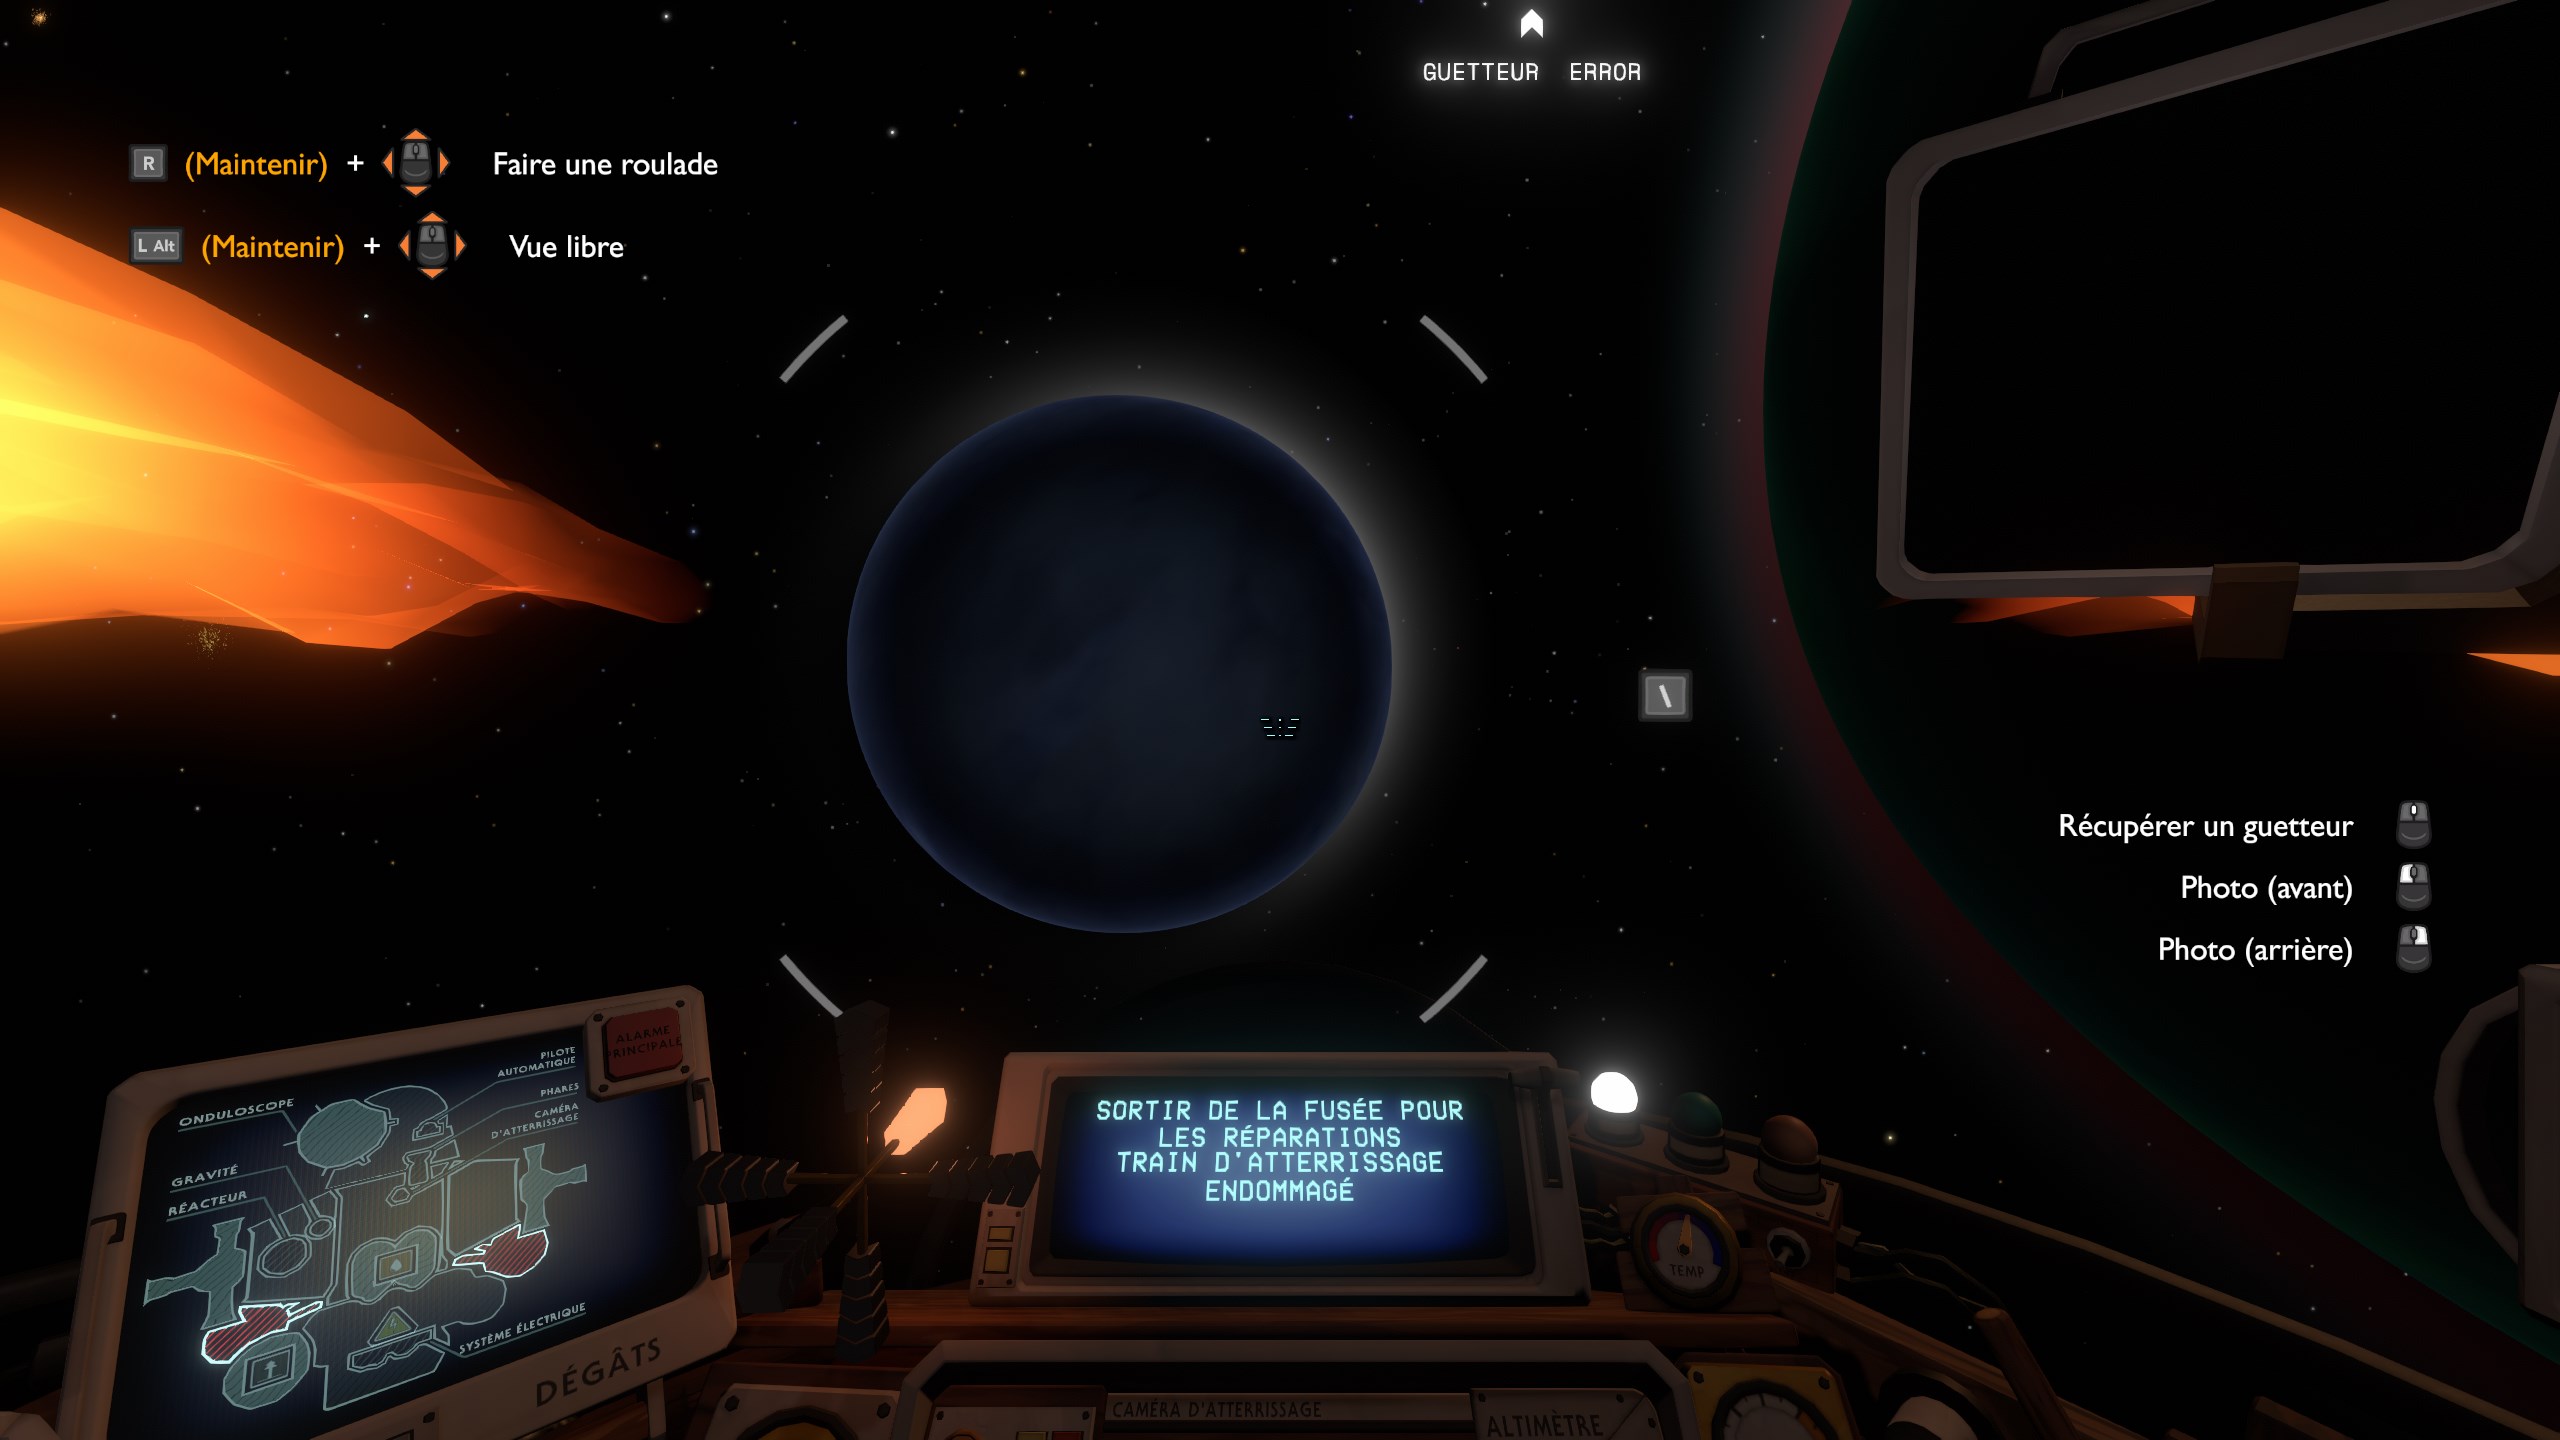 GUETTEUR ERROR
R (Maintenir) + Faire une roulade
L Alt (Maintenir) + Vue libre
\
Récupérer un guetteur
Photo (avant)
Photo (arrière)
ALARME
PRINCIPALE
PILOTE
AUTOMATIQUE
PHARES
CAMÉRA
D'ATTERRISSAGE
ONDULOSCOPE
GRAVITÉ
RÉACTEUR
SYSTÈME ÉLECTRIQUE
DÉGÂTS
SORTIR DE LA FUSÉE POUR
LES RÉPARATIONS
TRAIN D'ATTERRISSAGE
ENDOMMAGÉ
TEMP
CAMÉRA D'ATTERRISSAGE
ALTIMÈTRE